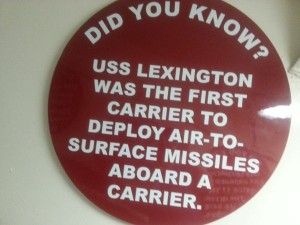 DID YOU KNOW?
USS LEXINGTON
WAS THE FIRST
CARRIER TO
DEPLOY AIR-TO-
SURFACE MISSILES
ABOARD A
CARRIER.